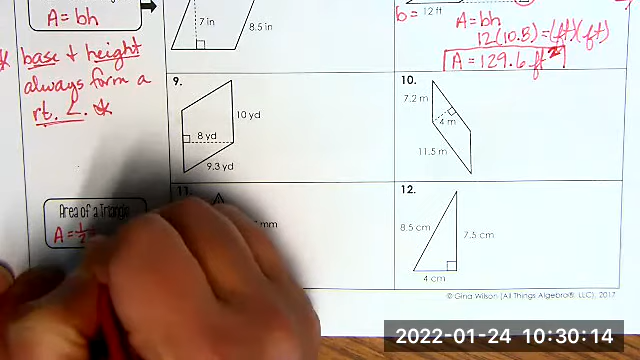 A = bh
* base + height
always form a
rt. ∠. *
7 in
8.5 in
b =
12 ft
A = bh
12(10.8) = (ft)(ft)
A = 129.6 ft²
9.
10 yd
8 yd
9.3 yd
10.
7.2 m
4 m
11.5 m
Area of a Triangle
A = 1/2
11.
mm
12.
8.5 cm
7.5 cm
4 cm
© Gina Wilson (All Things Algebra®, LLC), 2017
2022-01-24 10:30:14